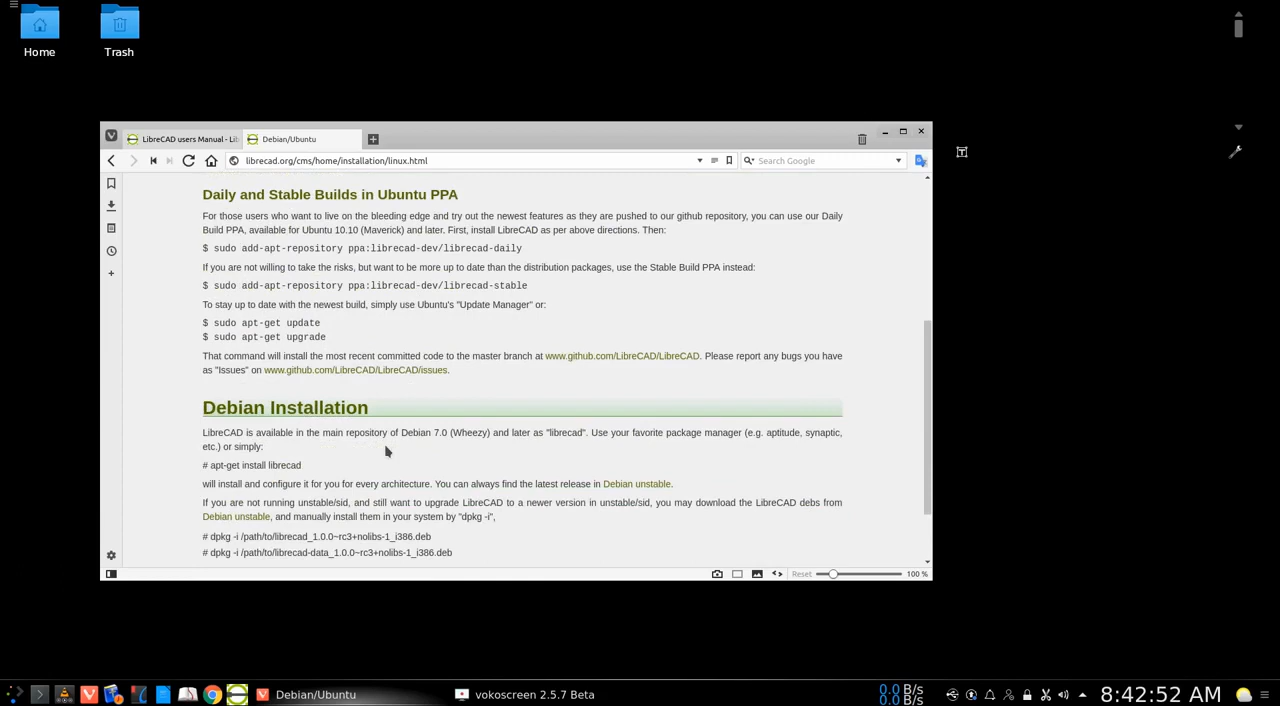 Home
Trash
LibreCAD users Manual - Lib
Debian/Ubuntu
librecad.org/cms/home/installation/linux.html
Search Google
Daily and Stable Builds in Ubuntu PPA
For those users who want to live on the bleeding edge and try out the newest features as they are pushed to our github repository, you can use our Daily
Build PPA, available for Ubuntu 10.10 (Maverick) and later. First, install LibreCAD as per above directions. Then:
$ sudo add-apt-repository ppa:librecad-dev/librecad-daily
If you are not willing to take the risks, but want to be more up to date than the distribution packages, use the Stable Build PPA instead:
$ sudo add-apt-repository ppa:librecad-dev/librecad-stable
To stay up to date with the newest build, simply use Ubuntu's "Update Manager" or:
$ sudo apt-get update
$ sudo apt-get upgrade
That command will install the most recent committed code to the master branch at www.github.com/LibreCAD/LibreCAD. Please report any bugs you have
as "Issues" on www.github.com/LibreCAD/LibreCAD/issues.
Debian Installation
LibreCAD is available in the main repository of Debian 7.0 (Wheezy) and later as "librecad". Use your favorite package manager (e.g. aptitude, synaptic,
etc.) or simply:
# apt-get install librecad
will install and configure it for you for every architecture. You can always find the latest release in Debian unstable.
If you are not running unstable/sid, and still want to upgrade LibreCAD to a newer version in unstable/sid, you may download the LibreCAD debs from
Debian unstable, and manually install them in your system by "dpkg -i",
# dpkg -i /path/to/librecad_1.0.0~rc3+nolibs-1_i386.deb
# dpkg -i /path/to/librecad-data_1.0.0~rc3+nolibs-1_i386.deb
Reset
100 %
Debian/Ubuntu
vokoscreen 2.5.7 Beta
0.0 B/s
0.0 B/s
8:42:52 AM